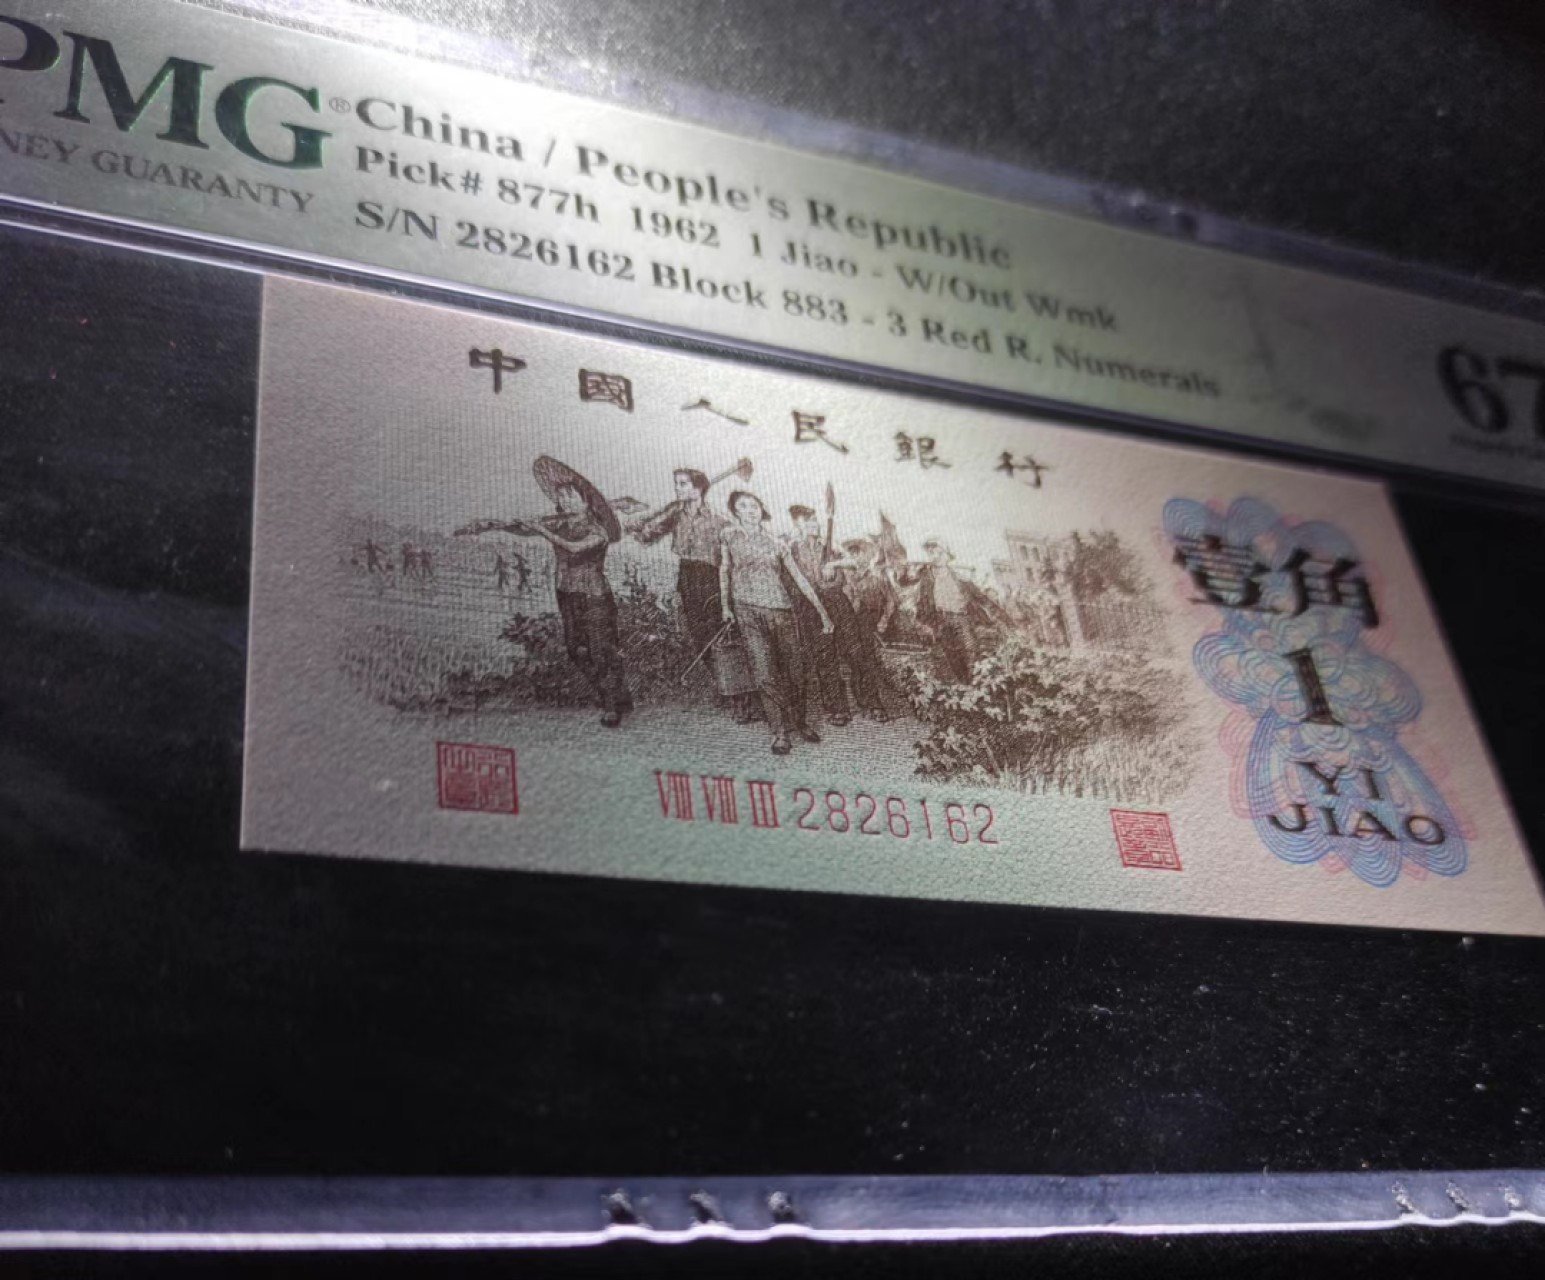 PMG®
NEY GUARANTY
China / People's Republic
Pick# 877h 1962 1 Jiao - W/Out Wmk
S/N 2826162 Block 883 - 3 Red R. Numerals
67
中國人民銀行
壹角
1
YI
JIAO
VIII VIII III 2826162